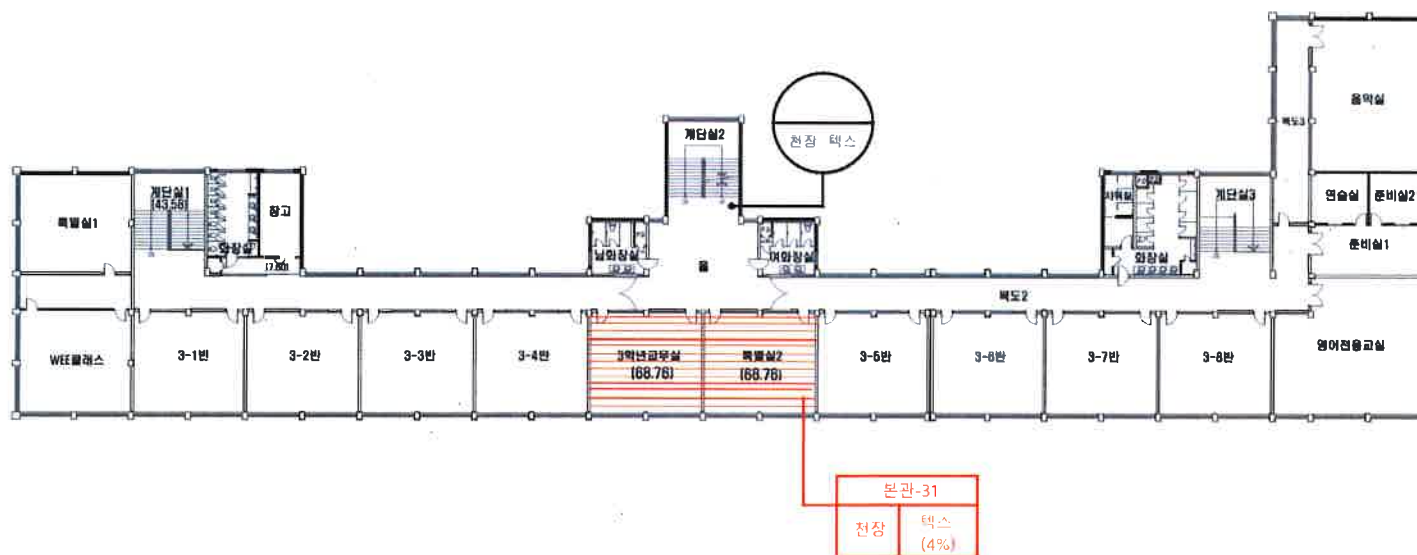 음악실
복도3
계단실2
천장 텍스
계단실1
(43.56)
창고
특별실1
화장실
(7.60)
남화장실
홀
여화장실
샤워실
화장실
계단실3
연습실
준비실2
준비실1
복도2
WEE클래스
3-1반
3-2반
3-3반
3-4반
3학년교무실
(68.76)
특별실2
(68.76)
3-5반
3-6반
3-7반
3-8반
영어전용교실
본관-31
천장
텍스
(4%)